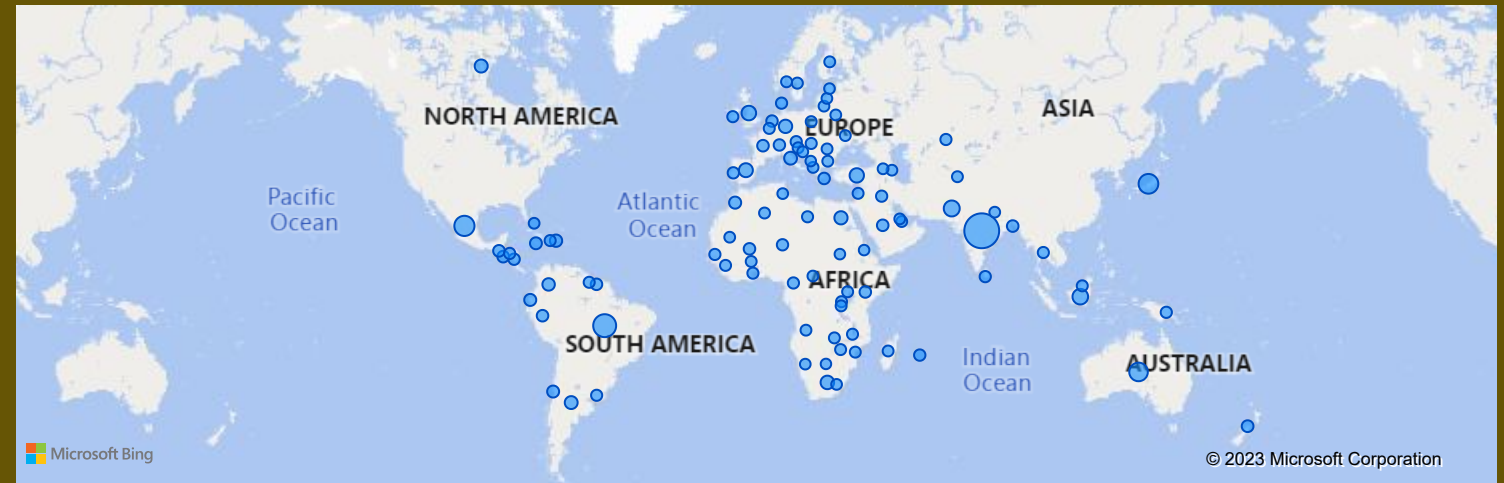 NORTH AMERICA
ASIA
EUROPE
Pacific
Ocean
Atlantic
Ocean
AFRICA
SOUTH AMERICA
Indian
Ocean
AUSTRALIA
Microsoft Bing
© 2023 Microsoft Corporation